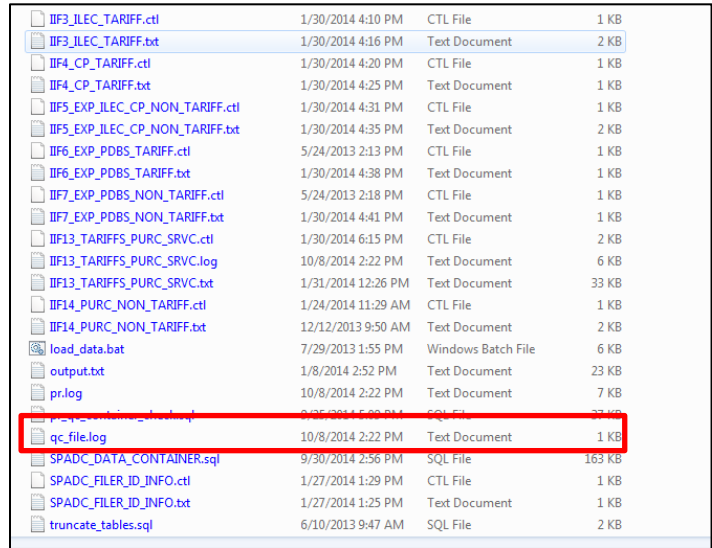 IIF3_ILEC_TARIFF.ctl 1/30/2014 4:10 PM CTL File 1 KB
IIF3_ILEC_TARIFF.txt 1/30/2014 4:16 PM Text Document 2 KB
IIF4_CP_TARIFF.ctl 1/30/2014 4:20 PM CTL File 1 KB
IIF4_CP_TARIFF.txt 1/30/2014 4:25 PM Text Document 1 KB
IIF5_EXP_ILEC_CP_NON_TARIFF.ctl 1/30/2014 4:31 PM CTL File 1 KB
IIF5_EXP_ILEC_CP_NON_TARIFF.txt 1/30/2014 4:35 PM Text Document 2 KB
IIF6_EXP_PDBS_TARIFF.ctl 5/24/2013 2:13 PM CTL File 1 KB
IIF6_EXP_PDBS_TARIFF.txt 1/30/2014 4:38 PM Text Document 1 KB
IIF7_EXP_PDBS_NON_TARIFF.ctl 5/24/2013 2:18 PM CTL File 1 KB
IIF7_EXP_PDBS_NON_TARIFF.txt 1/30/2014 4:41 PM Text Document 1 KB
IIF13_TARIFFS_PURC_SRVC.ctl 1/30/2014 6:15 PM CTL File 2 KB
IIF13_TARIFFS_PURC_SRVC.log 10/8/2014 2:22 PM Text Document 6 KB
IIF13_TARIFFS_PURC_SRVC.txt 1/31/2014 12:26 PM Text Document 33 KB
IIF14_PURC_NON_TARIFF.ctl 1/24/2014 11:29 AM CTL File 1 KB
IIF14_PURC_NON_TARIFF.txt 12/12/2013 9:50 AM Text Document 2 KB
load_data.bat 7/29/2013 1:55 PM Windows Batch File 6 KB
output.txt 1/8/2014 2:52 PM Text Document 23 KB
pr.log 10/8/2014 2:22 PM Text Document 7 KB
pr_qc_container_check.sql 9/25/2014 5:09 PM SQL File 37 KB
qc_file.log 10/8/2014 2:22 PM Text Document 1 KB
SPADC_DATA_CONTAINER.sql 9/30/2014 2:56 PM SQL File 163 KB
SPADC_FILER_ID_INFO.ctl 1/27/2014 1:29 PM CTL File 1 KB
SPADC_FILER_ID_INFO.txt 1/27/2014 1:25 PM Text Document 1 KB
truncate_tables.sql 6/10/2013 9:47 AM SQL File 2 KB